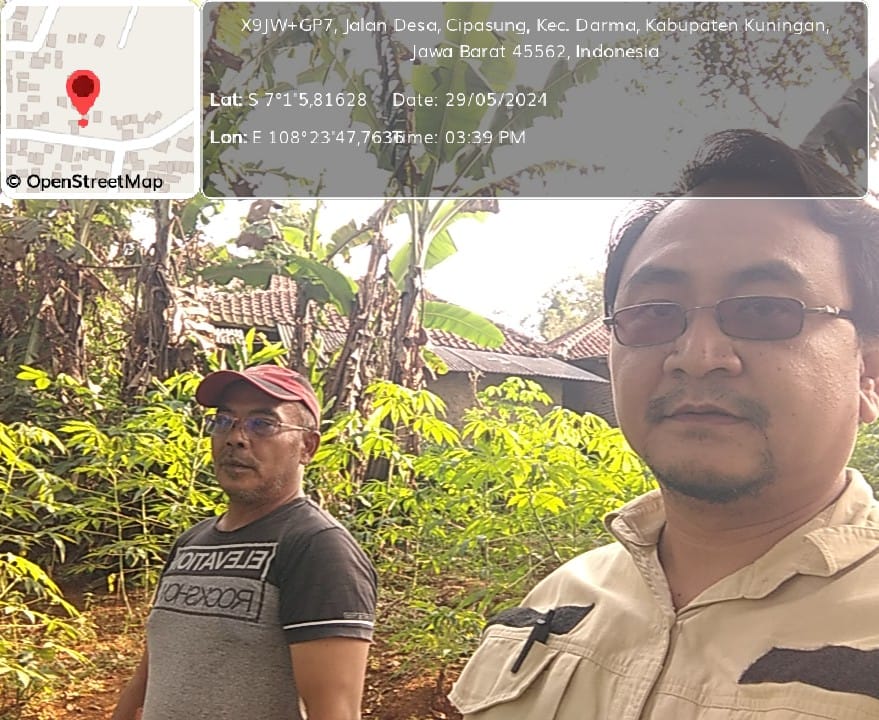 X9JW+GP7, Jalan Desa, Cipasung, Kec. Darma, Kabupaten Kuningan,
Jawa Barat 45562, Indonesia
Lat: S 7°1'5,81628 Date: 29/05/2024
Lon: E 108°23'47,7636 Time: 03:39 PM
© OpenStreetMap
ELEVATION
ROCKSHO